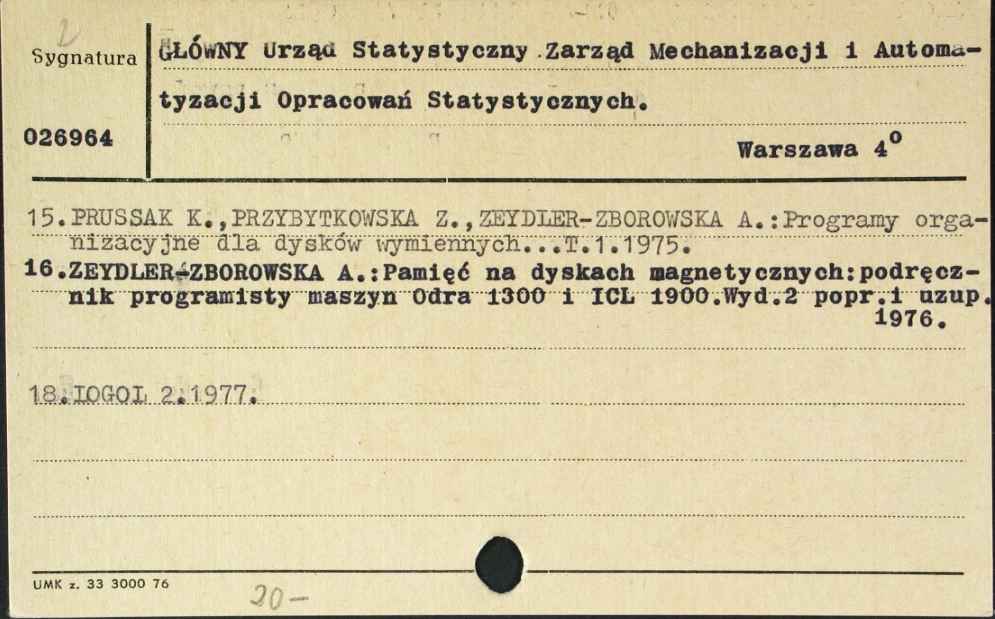 2
Sygnatura
GŁÓWNY Urząd Statystyczny Zarząd Mechanizacji i Automa-
tyzacji Opracowań Statystycznych.
026964
Warszawa 4º
15.PRUSSAK K.,PRZYBYTKOWSKA Z.,ZEYDLER-ZBOROWSKA A.:Programy orga-
nizacyjne dla dysków wymiennych...T.1.1975.
16.ZEYDLER-ZBOROWSKA A.:Pamięć na dyskach magnetycznych:podręcz-
nik programisty maszyn Odra 1300 i ICL 1900.Wyd.2 popr.i uzup.
1976.
18.IOGOL 2.1977.
UMK z. 33 3000 76
20-